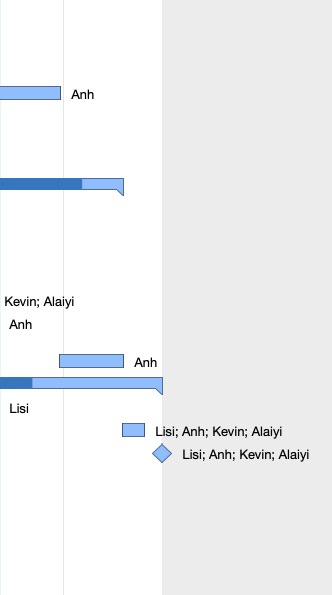 Anh
Kevin; Alaiyi
Anh
Anh
Lisi
Lisi; Anh; Kevin; Alaiyi
Lisi; Anh; Kevin; Alaiyi